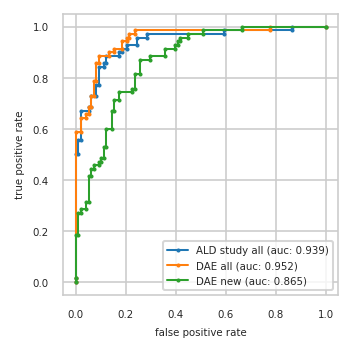 1.0
0.8
0.6
0.4
0.2
0.0
true positive rate
ALD study all (auc: 0.939)
DAE all (auc: 0.952)
DAE new (auc: 0.865)
0.0 0.2 0.4 0.6 0.8 1.0
false positive rate